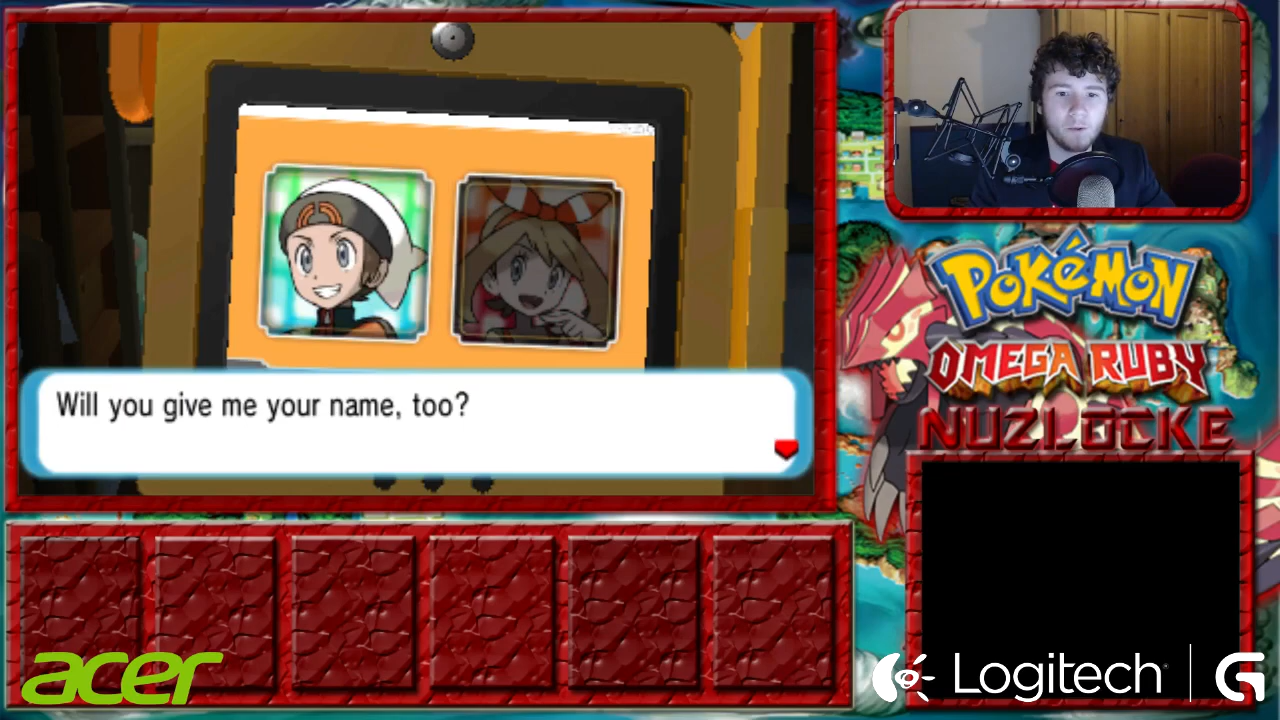 Will you give me your name, too?
POKéMON
OMEGA RUBY
NUZLOCKE
acer
Logitech G